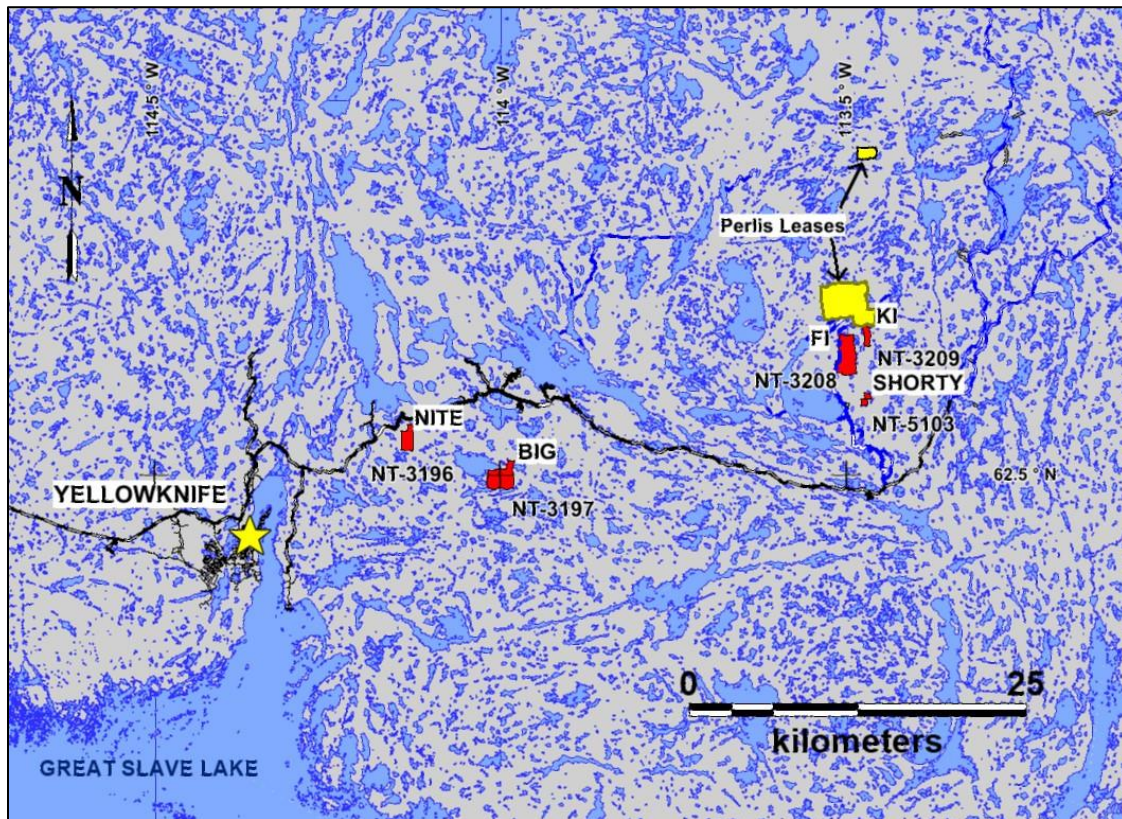 114.5 ° W
114 ° W
113.5 ° W
N
Perlis Leases
KI
FI
NT-3209
NT-3208
SHORTY
NT-5103
NITE
BIG
NT-3196
62.5 ° N
YELLOWKNIFE
NT-3197
0 25
kilometers
GREAT SLAVE LAKE